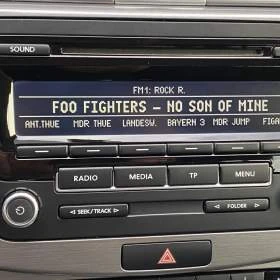 SOUND
FM1: ROCK R.
FOO FIGHTERS – NO SON OF MINE
ANT.THUE MDR THUE LANDESW. BAYERN 3 MDR JUMP FIGA
RADIO MEDIA TP MENU
SEEK/TRACK FOLDER